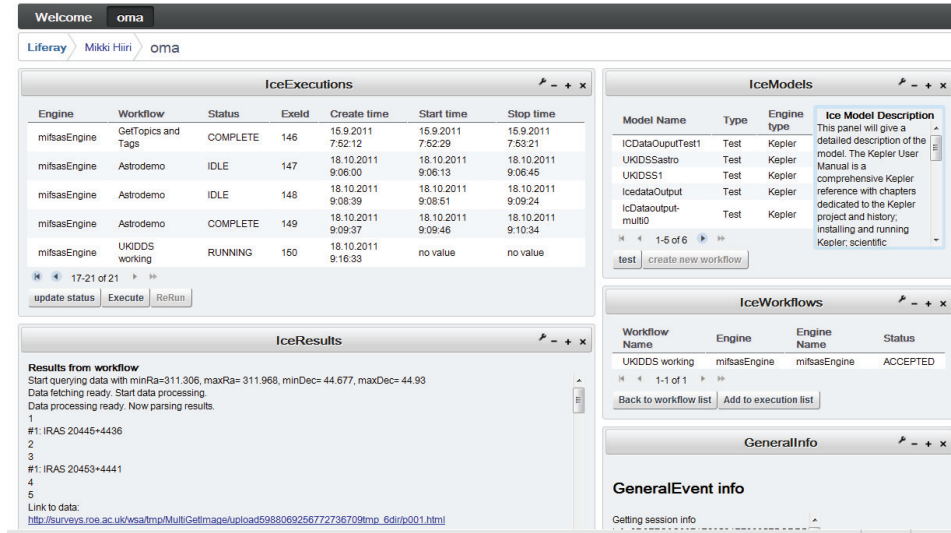 Welcome oma
Liferay Mikki Hiiri oma
IceExecutions
Engine Workflow Status ExeId Create time Start time Stop time
mifsasEngine GetTopics and Tags COMPLETE 146 15.9.2011 7:52:12 15.9.2011 7:52:29 15.9.2011 7:53:21
mifsasEngine Astrodemo IDLE 147 18.10.2011 9:06:00 18.10.2011 9:06:13 18.10.2011 9:06:45
mifsasEngine Astrodemo IDLE 148 18.10.2011 9:08:39 18.10.2011 9:08:51 18.10.2011 9:09:24
mifsasEngine Astrodemo COMPLETE 149 18.10.2011 9:09:37 18.10.2011 9:09:46 18.10.2011 9:10:34
mifsasEngine UKIDDS working RUNNING 150 18.10.2011 9:16:33 no value no value
17-21 of 21
update status Execute ReRun
IceResults
Results from workflow
Start querying data with minRa=311.306, maxRa= 311.968, minDec= 44.677, maxDec= 44.93
Data fetching ready. Start data processing.
Data processing ready. Now parsing results.
1
#1: IRAS 20445+4436
2
3
#1: IRAS 20453+4441
4
5
Link to data:
http://surveys.roe.ac.uk/wsa/tmp/MultiGetImage/upload5988069256772736709tmp_6dir/p001.html
IceModels
Model Name Type Engine type
ICDataOuputTest1 Test Kepler
UKIDSSastro Test Kepler
UKIDSS1 Test Kepler
IcedataOutput Test Kepler
IcDataoutput-multi0 Test Kepler
1-5 of 6
test create new workflow
Ice Model Description
This panel will give a
detailed description of the
model. The Kepler User
Manual is a
comprehensive Kepler
reference with chapters
dedicated to the Kepler
project and history;
installing and running
Kepler; scientific
IceWorkflows
Workflow Name Engine Engine Name Status
UKIDDS working mifsasEngine mifsasEngine ACCEPTED
1-1 of 1
Back to workflow list Add to execution list
GeneralInfo
GeneralEvent info
Getting session info